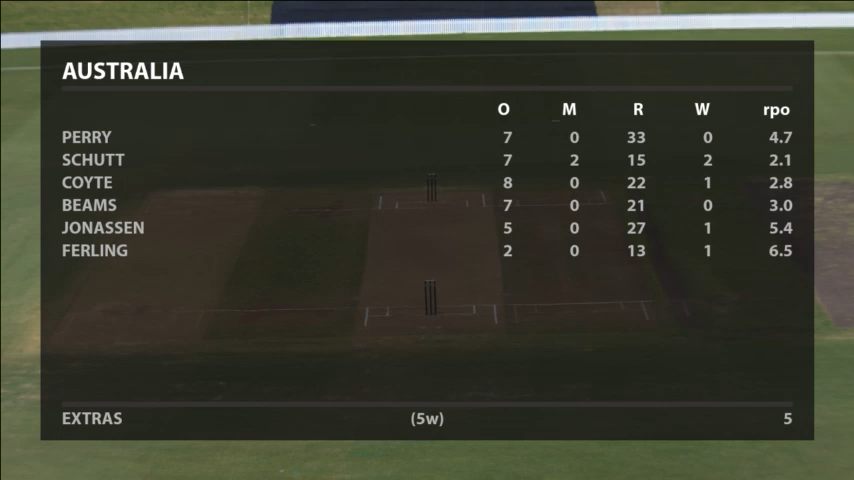 AUSTRALIA
O M R W rpo
PERRY 7 0 33 0 4.7
SCHUTT 7 2 15 2 2.1
COYTE 8 0 22 1 2.8
BEAMS 7 0 21 0 3.0
JONASSEN 5 0 27 1 5.4
FERLING 2 0 13 1 6.5
EXTRAS (5w) 5